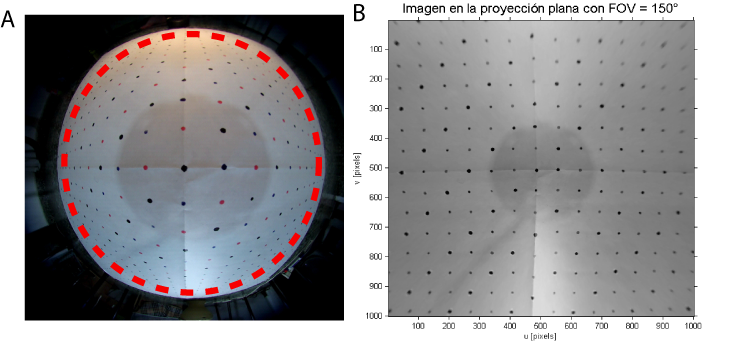 A
B
Imagen en la proyección plana con FOV = 150°
100
200
300
400
500
600
700
800
900
1000
v [pixels]
100 200 300 400 500 600 700 800 900 1000
u [pixels]